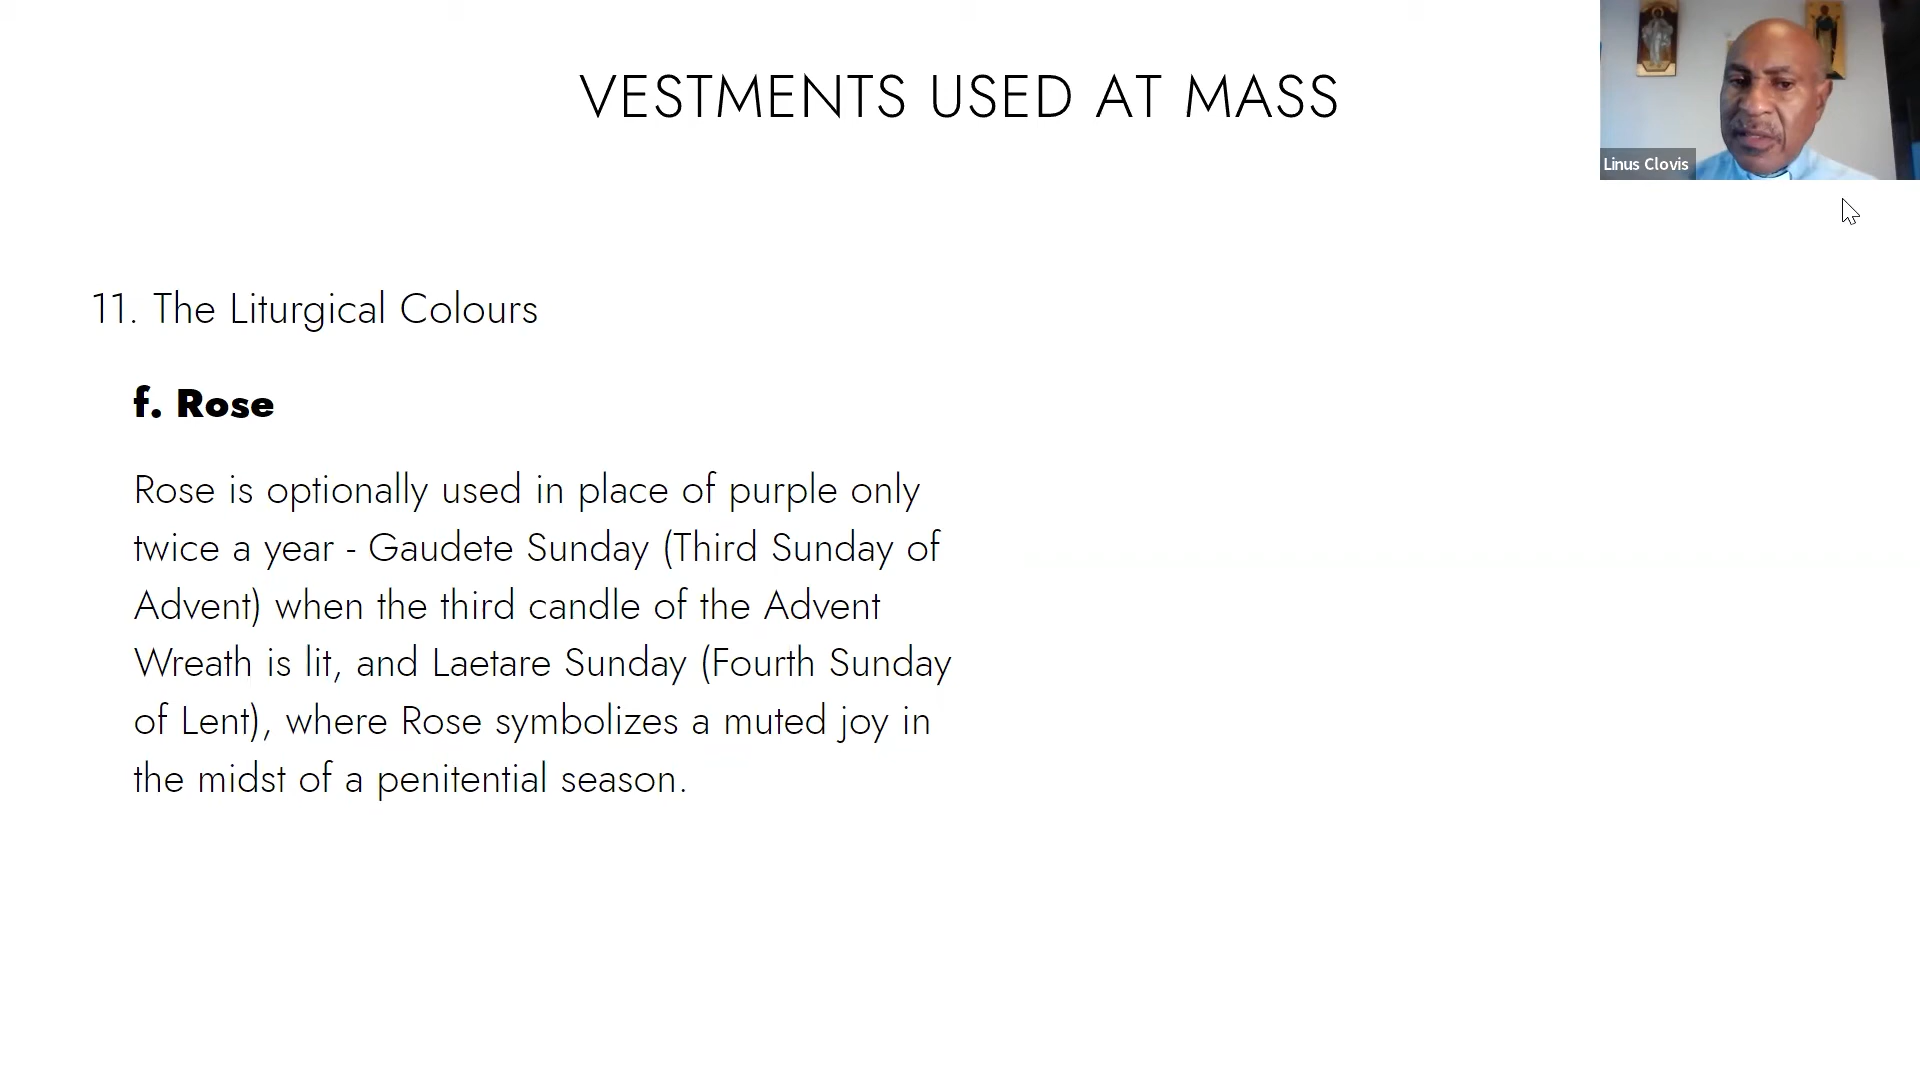 VESTMENTS USED AT MASS
Linus Clovis
11. The Liturgical Colours
f. Rose
Rose is optionally used in place of purple only
twice a year - Gaudete Sunday (Third Sunday of
Advent) when the third candle of the Advent
Wreath is lit, and Laetare Sunday (Fourth Sunday
of Lent), where Rose symbolizes a muted joy in
the midst of a penitential season.